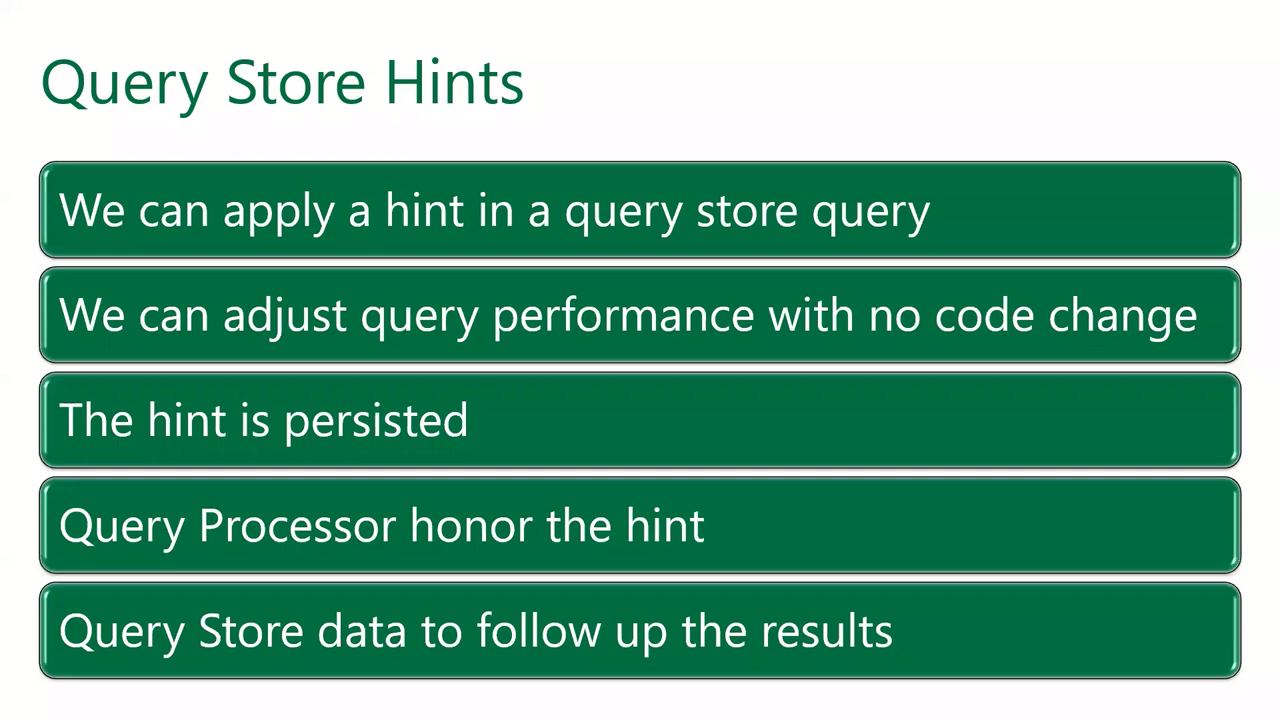 Query Store Hints
We can apply a hint in a query store query
We can adjust query performance with no code change
The hint is persisted
Query Processor honor the hint
Query Store data to follow up the results